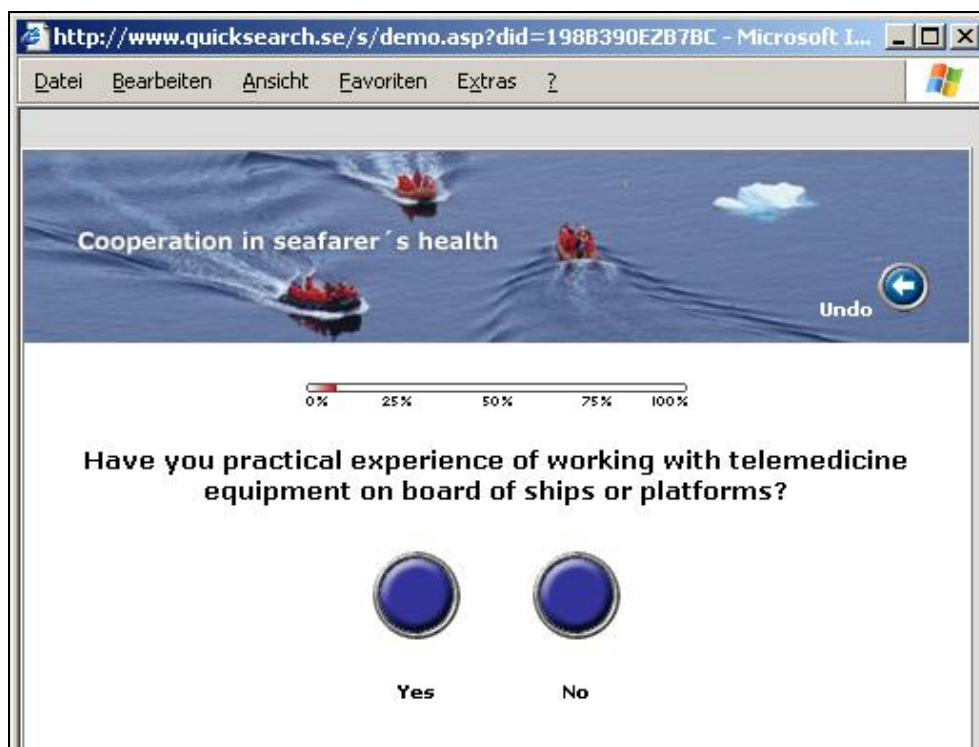 http://www.quicksearch.se/s/demo.asp?did=198B390EZB7BC - Microsoft I...
Datei Bearbeiten Ansicht Favoriten Extras ?
Cooperation in seafarer´s health
Undo
0% 25% 50% 75% 100%
Have you practical experience of working with telemedicine
equipment on board of ships or platforms?
Yes No